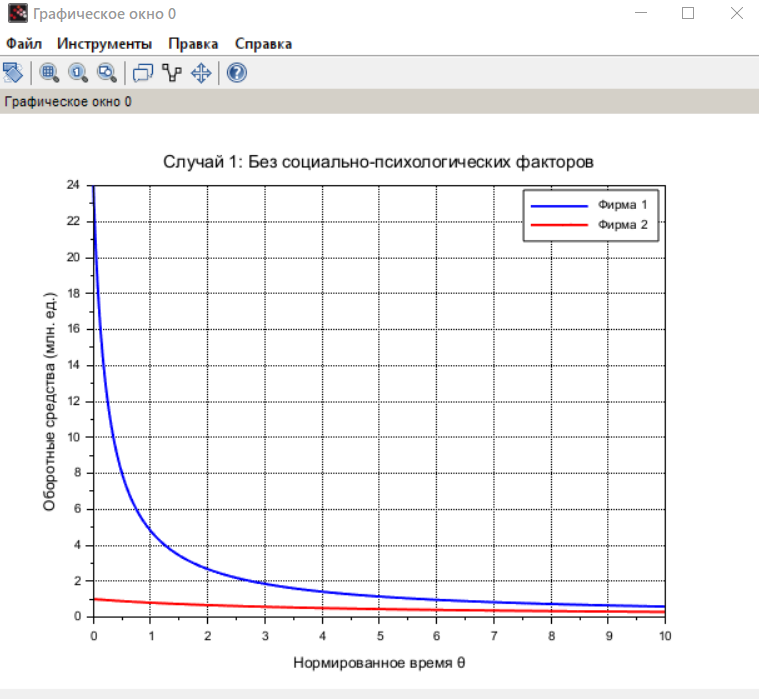 Графическое окно 0
Файл Инструменты Правка Справка
Графическое окно 0
Случай 1: Без социально-психологических факторов
Фирма 1
Фирма 2
Оборотные средства (млн. ед.)
24
22
20
18
16
14
12
10
8
6
4
2
0
0 1 2 3 4 5 6 7 8 9 10
Нормированное время θ